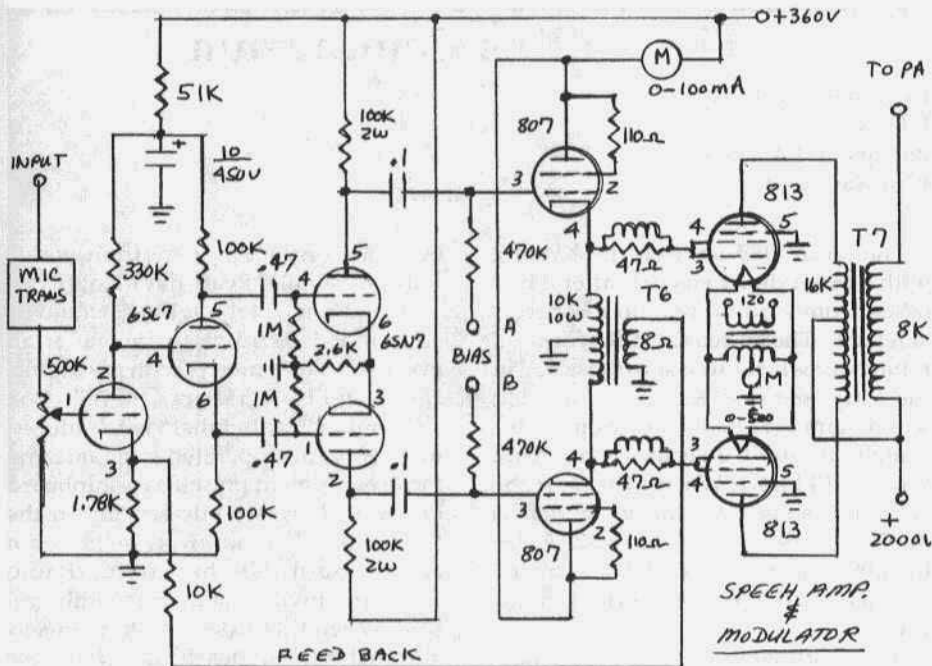 0+360V
M
0-100mA
TO PA
51K
10
450V
100K
2W
.1
807
110Ω
3
2
4
813
4
5
3
INPUT
MIC
TRANS
500K
330K
6SL7
100K
5
4
6
.47
4
5
6
6SN7
1M
2.6K
1M
3
2
.47
470K
A
BIAS
B
470K
47Ω
T6
10K
10W
8Ω
120
M
0-500
T7
16K
8K
1
2
3
1.78K
100K
10K
.1
100K
2W
4
3
2
807
110Ω
47Ω
3
4
5
813
+
2000V
SPEEH AMP.
&
MODULATOR
FEED BACK